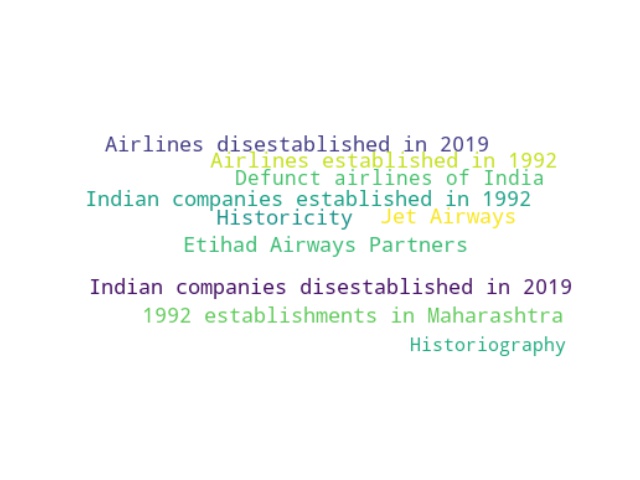 Airlines disestablished in 2019
Airlines established in 1992
Defunct airlines of India
Indian companies established in 1992
Historicity
Jet Airways
Etihad Airways Partners
Indian companies disestablished in 2019
1992 establishments in Maharashtra
Historiography